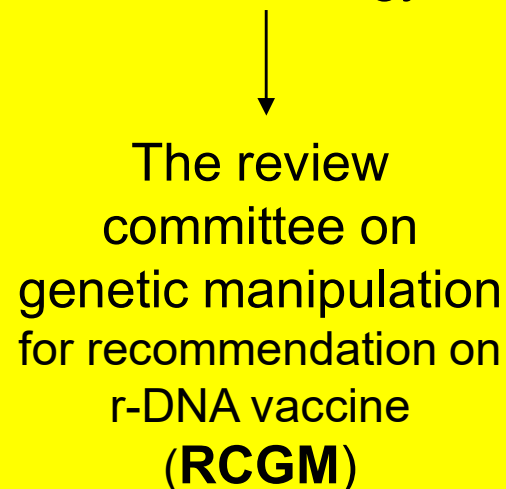 The review
committee on
genetic manipulation
for recommendation on
r-DNA vaccine
(RCGM)